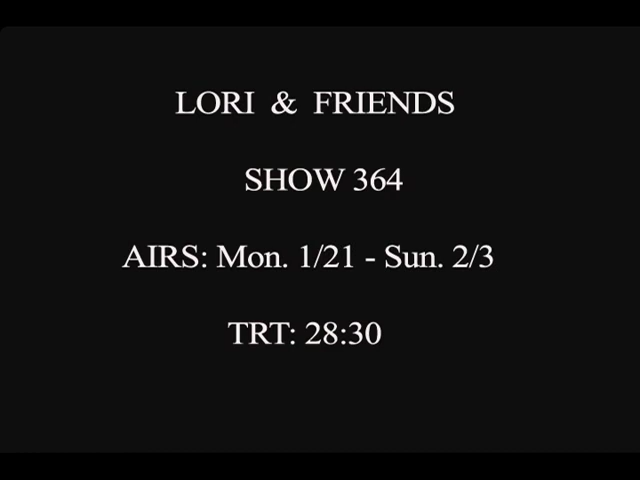 LORI & FRIENDS
SHOW 364
AIRS: Mon. 1/21 - Sun. 2/3
TRT: 28:30